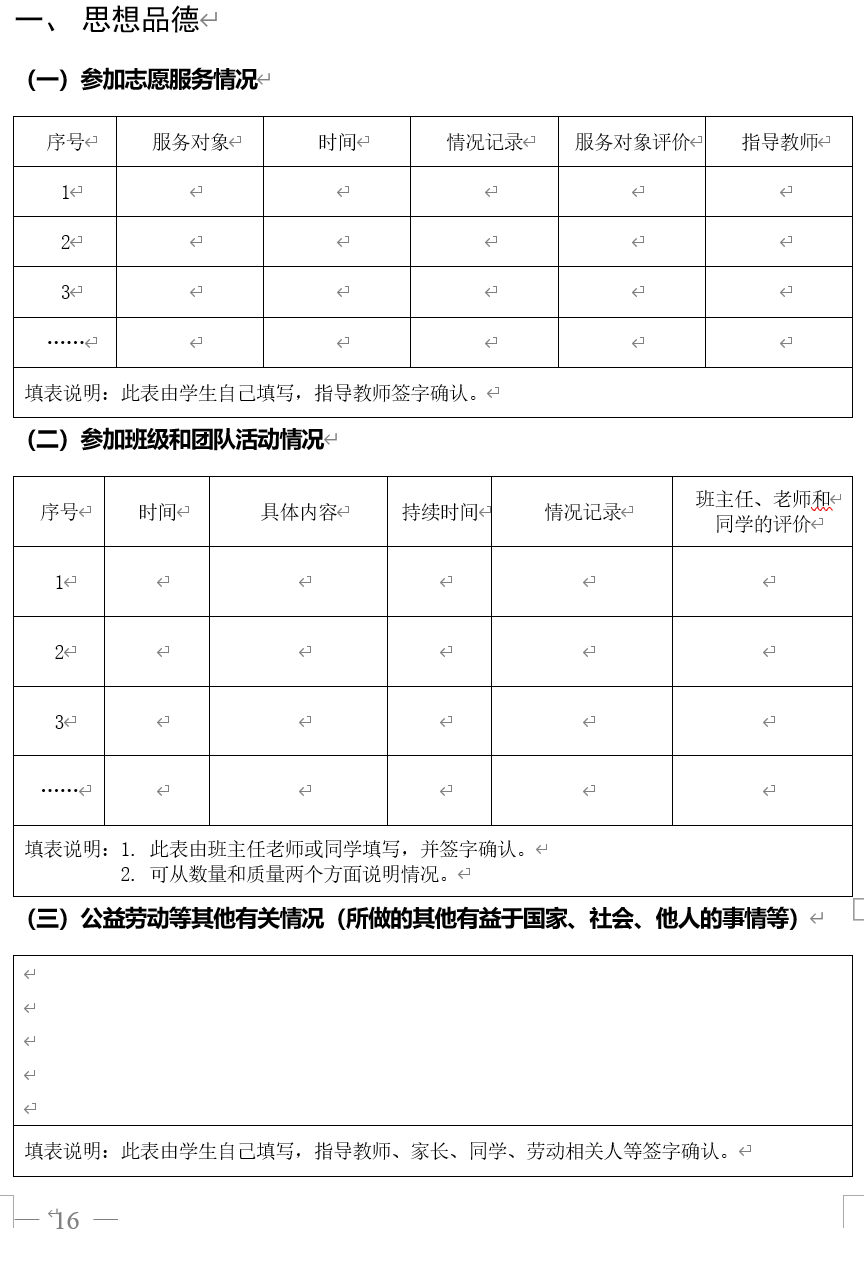 一、 思想品德
（一）参加志愿服务情况
序号 服务对象 时间 情况记录 服务对象评价 指导教师
1
2
3
……
填表说明：此表由学生自己填写，指导教师签字确认。
（二）参加班级和团队活动情况
序号 时间 具体内容 持续时间 情况记录 班主任、老师和
同学的评价
1
2
3
……
填表说明：1. 此表由班主任老师或同学填写，并签字确认。
2. 可从数量和质量两个方面说明情况。
（三）公益劳动等其他有关情况（所做的其他有益于国家、社会、他人的事情等）
填表说明：此表由学生自己填写，指导教师、家长、同学、劳动相关人等签字确认。
— 16 —